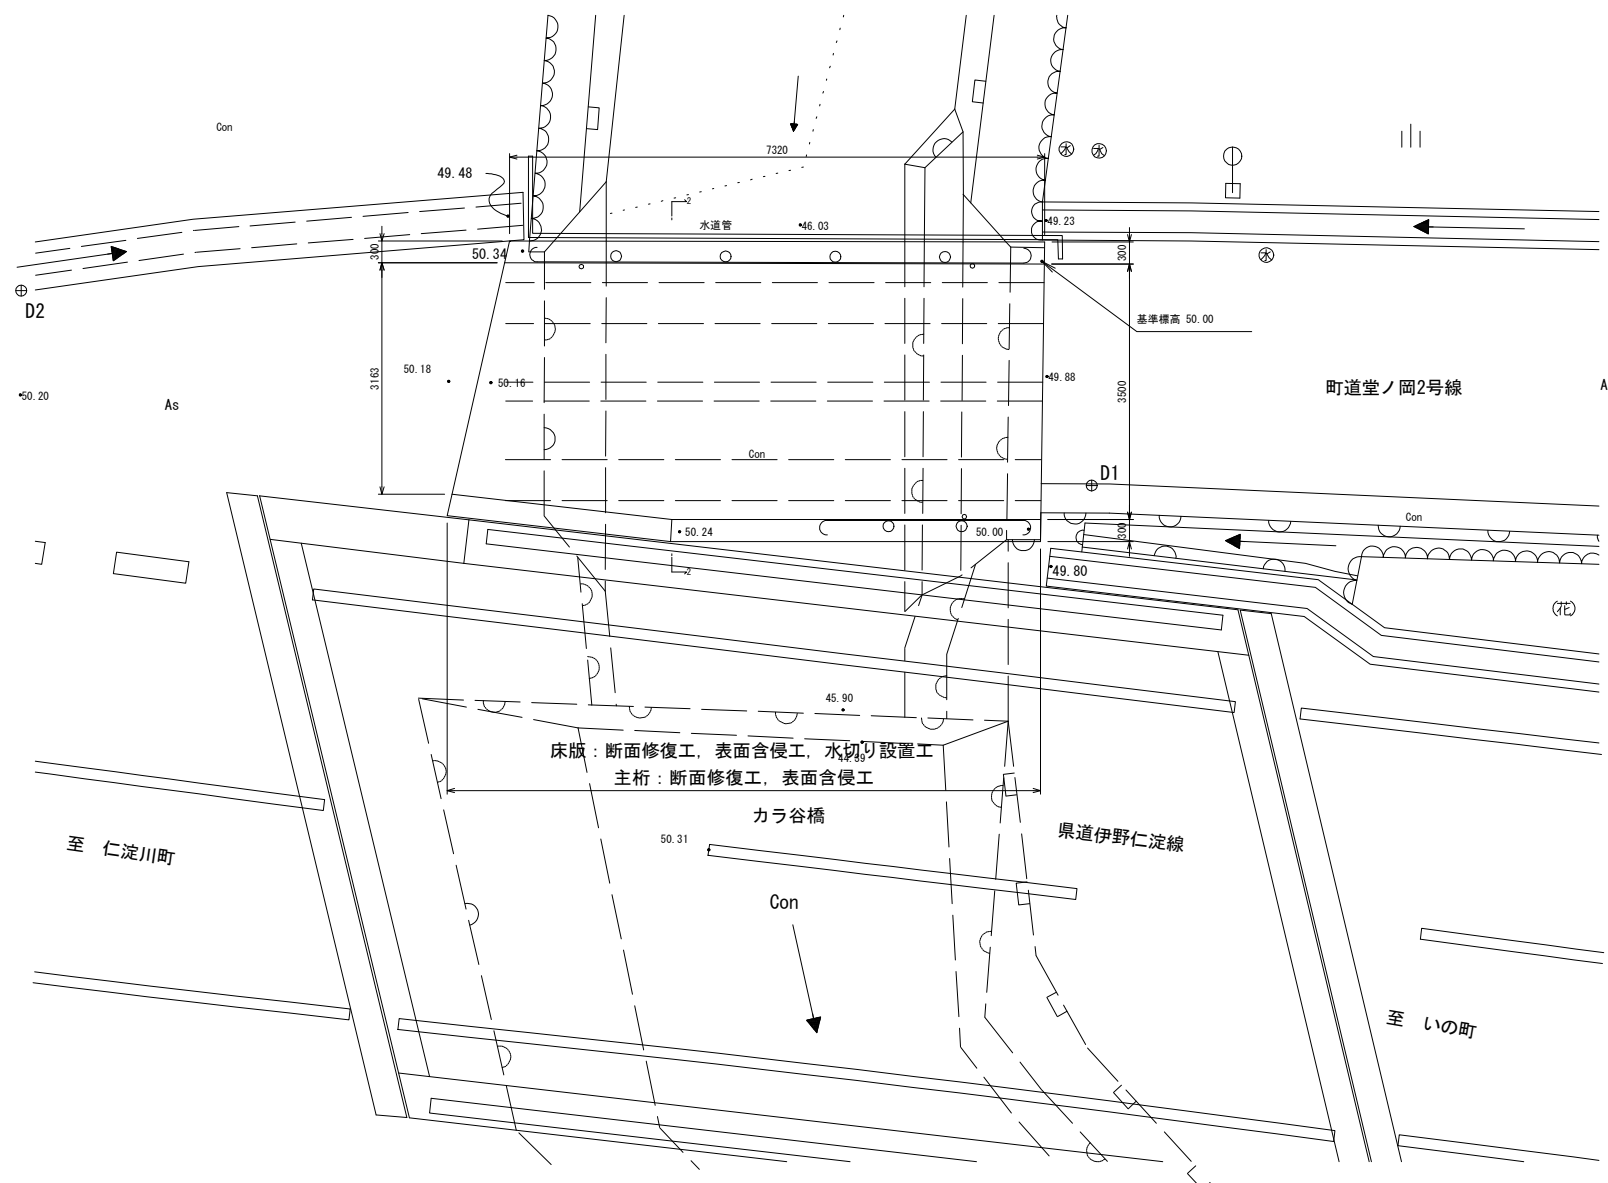 Con
7320
49.48
2
水道管
46.03
49.23
300
50.34
300
D2
基準標高 50.00
50.18
50.16
49.88
3163
3500
町道堂ノ岡2号線
A
50.20
As
Con
D1
Con
50.24
50.00
300
2
49.80
(花)
45.90
床版：断面修復工, 表面含侵工, 水切り設置工
主桁：断面修復工, 表面含侵工
カラ谷橋
県道伊野仁淀線
50.31
至　仁淀川町
Con
至　いの町
水
水
水